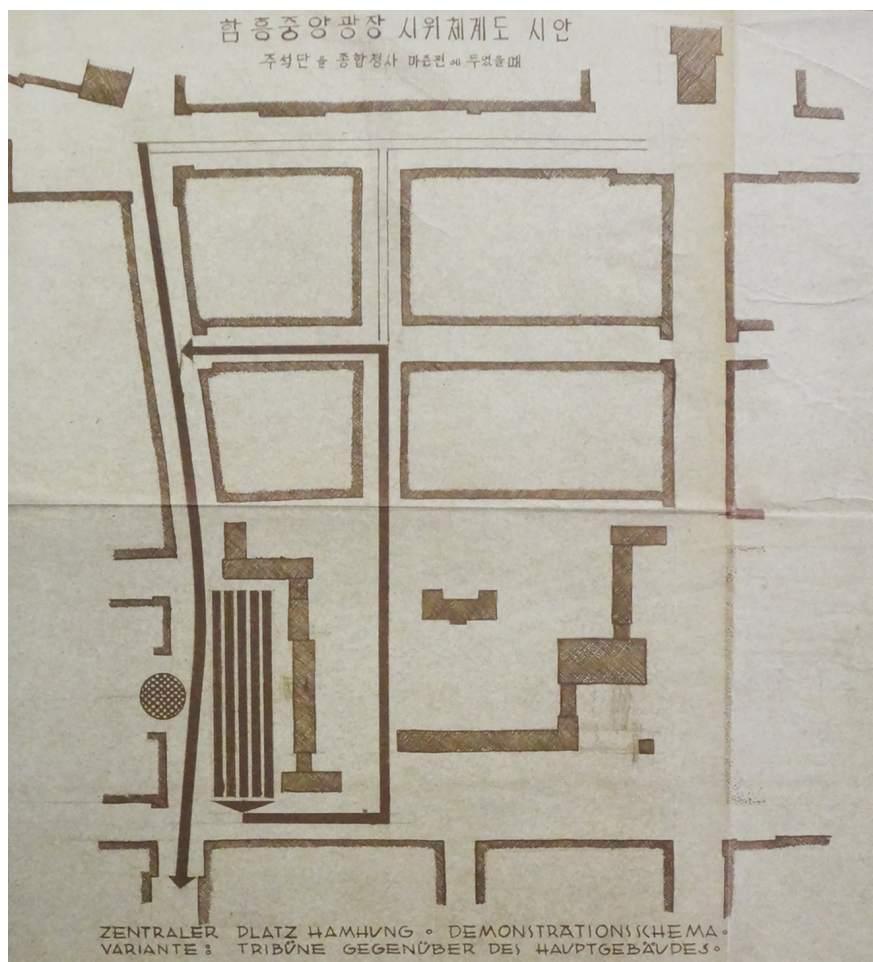 함흥중앙광장 시위체계도 시안
주석단 을 종합청사 마즌편 에 두었을때
ZENTRALER PLATZ HAMHUNG ∘ DEMONSTRATIONSSCHEMA∘
VARIANTE: TRIBÜNE GEGENÜBER DES HAUPTGEBÄUDES∘